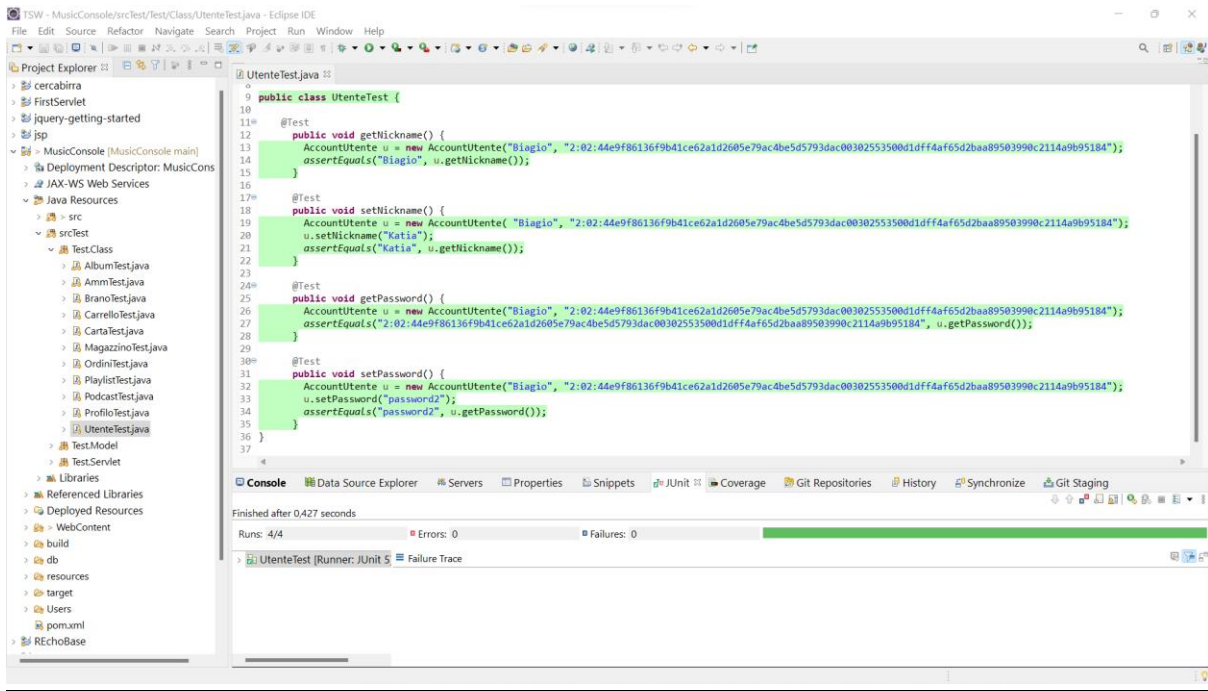 TSW - MusicConsole/srcTest/Test/Class/UtenteTest.java - Eclipse IDE
File Edit Source Refactor Navigate Search Project Run Window Help
Project Explorer
cercabirra
FirstServlet
jquery-getting-started
jsp
> MusicConsole [MusicConsole main]
Deployment Descriptor: MusicCons
JAX-WS Web Services
Java Resources
> src
srcTest
Test.Class
AlbumTest.java
AmmTest.java
BranoTest.java
CarrelloTest.java
CartaTest.java
MagazzinoTest.java
OrdiniTest.java
PlaylistTest.java
PodcastTest.java
ProfiloTest.java
UtenteTest.java
Test.Model
Test.Servlet
Libraries
Referenced Libraries
Deployed Resources
> WebContent
build
db
resources
target
Users
pom.xml
REchoBase
UtenteTest.java
9 public class UtenteTest {
10
11 @Test
12 public void getNickname() {
13 AccountUtente u = new AccountUtente("Biagio", "2:02:44e9f86136f9b41ce62a1d2605e79ac4be5d5793dac00302553500d1dff4af65d2baa89503990c2114a9b95184");
14 assertEquals("Biagio", u.getNickname());
15 }
16
17 @Test
18 public void setNickname() {
19 AccountUtente u = new AccountUtente( "Biagio", "2:02:44e9f86136f9b41ce62a1d2605e79ac4be5d5793dac00302553500d1dff4af65d2baa89503990c2114a9b95184");
20 u.setNickname("Katia");
21 assertEquals("Katia", u.getNickname());
22 }
23
24 @Test
25 public void getPassword() {
26 AccountUtente u = new AccountUtente("Biagio", "2:02:44e9f86136f9b41ce62a1d2605e79ac4be5d5793dac00302553500d1dff4af65d2baa89503990c2114a9b95184");
27 assertEquals("2:02:44e9f86136f9b41ce62a1d2605e79ac4be5d5793dac00302553500d1dff4af65d2baa89503990c2114a9b95184", u.getPassword());
28 }
29
30 @Test
31 public void setPassword() {
32 AccountUtente u = new AccountUtente("Biagio", "2:02:44e9f86136f9b41ce62a1d2605e79ac4be5d5793dac00302553500d1dff4af65d2baa89503990c2114a9b95184");
33 u.setPassword("password2");
34 assertEquals("password2", u.getPassword());
35 }
36 }
37
Console Data Source Explorer Servers Properties Snippets JUnit Coverage Git Repositories History Synchronize Git Staging
Finished after 0,427 seconds
Runs: 4/4 Errors: 0 Failures: 0
UtenteTest [Runner: JUnit 5 Failure Trace